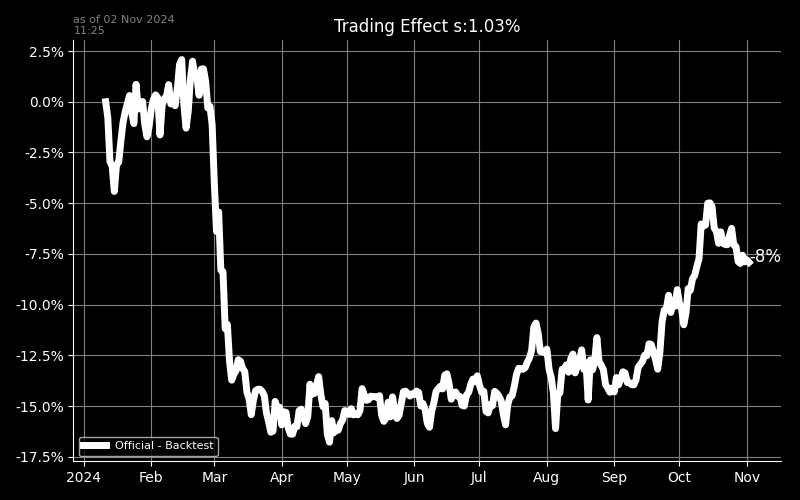 as of 02 Nov 2024
11:25
Trading Effect s:1.03%
2.5%
0.0%
-2.5%
-5.0%
-7.5%
-10.0%
-12.5%
-15.0%
-17.5%
-8%
Official - Backtest
2024 Feb Mar Apr May Jun Jul Aug Sep Oct Nov